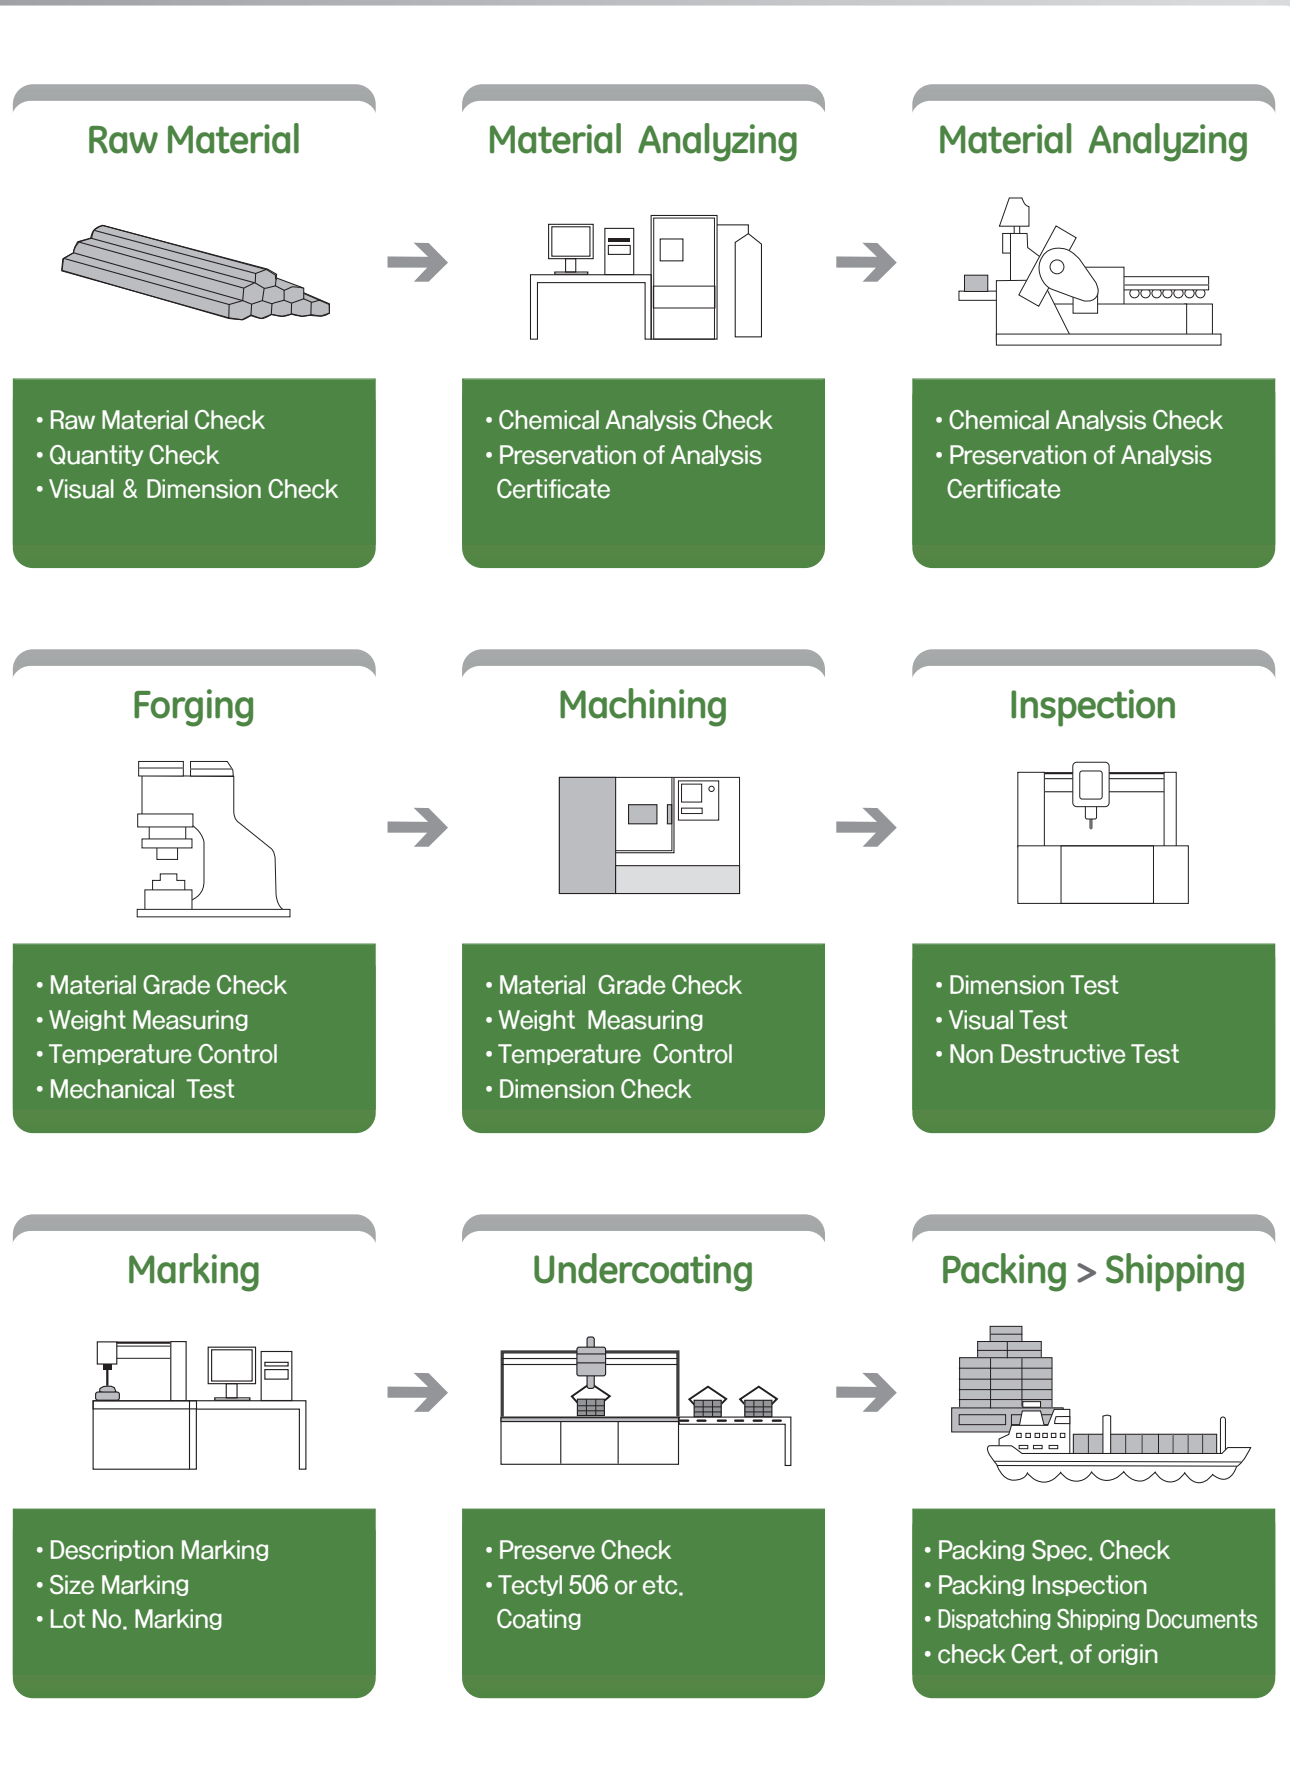 Raw Material
• Raw Material Check
• Quantity Check
• Visual & Dimension Check
Material Analyzing
• Chemical Analysis Check
• Preservation of Analysis
Certificate
Material Analyzing
• Chemical Analysis Check
• Preservation of Analysis
Certificate
Forging
• Material Grade Check
• Weight Measuring
• Temperature Control
• Mechanical Test
Machining
• Material Grade Check
• Weight Measuring
• Temperature Control
• Dimension Check
Inspection
• Dimension Test
• Visual Test
• Non Destructive Test
Marking
• Description Marking
• Size Marking
• Lot No. Marking
Undercoating
• Preserve Check
• Tectyl 506 or etc.
Coating
Packing > Shipping
• Packing Spec. Check
• Packing Inspection
• Dispatching Shipping Documents
• check Cert. of origin